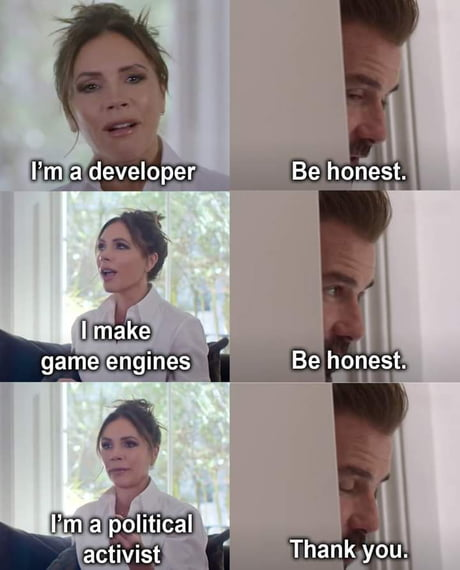 I'm a developer
Be honest.
I make
game engines
Be honest.
I'm a political
activist
Thank you.